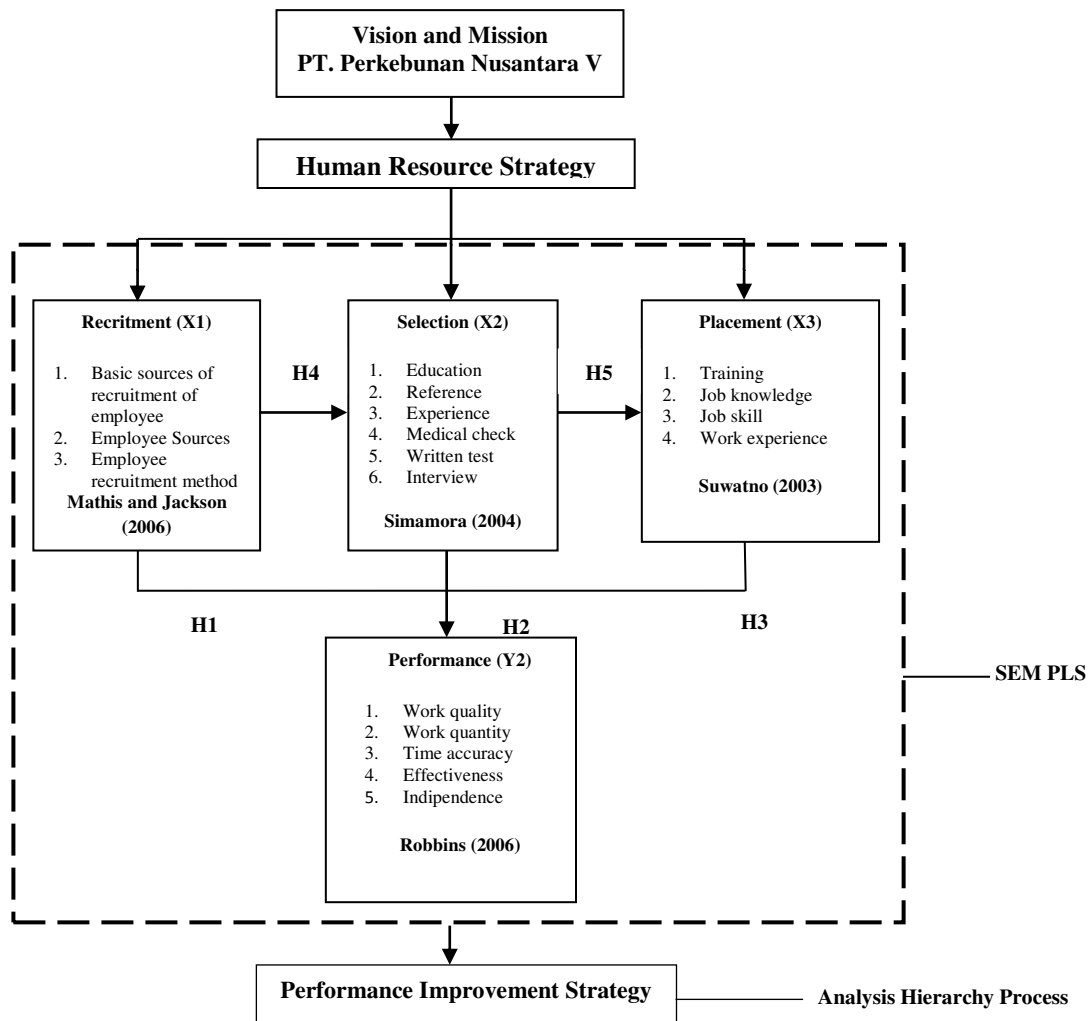 Vision and Mission
PT. Perkebunan Nusantara V
Human Resource Strategy
Recritment (X1)
1. Basic sources of
recruitment of
employee
2. Employee Sources
3. Employee
recruitment method
Mathis and Jackson
(2006)
H4
Selection (X2)
1. Education
2. Reference
3. Experience
4. Medical check
5. Written test
6. Interview
Simamora (2004)
H5
Placement (X3)
1. Training
2. Job knowledge
3. Job skill
4. Work experience
Suwatno (2003)
H1
H2
H3
Performance (Y2)
1. Work quality
2. Work quantity
3. Time accuracy
4. Effectiveness
5. Indipendence
Robbins (2006)
SEM PLS
Performance Improvement Strategy
Analysis Hierarchy Process